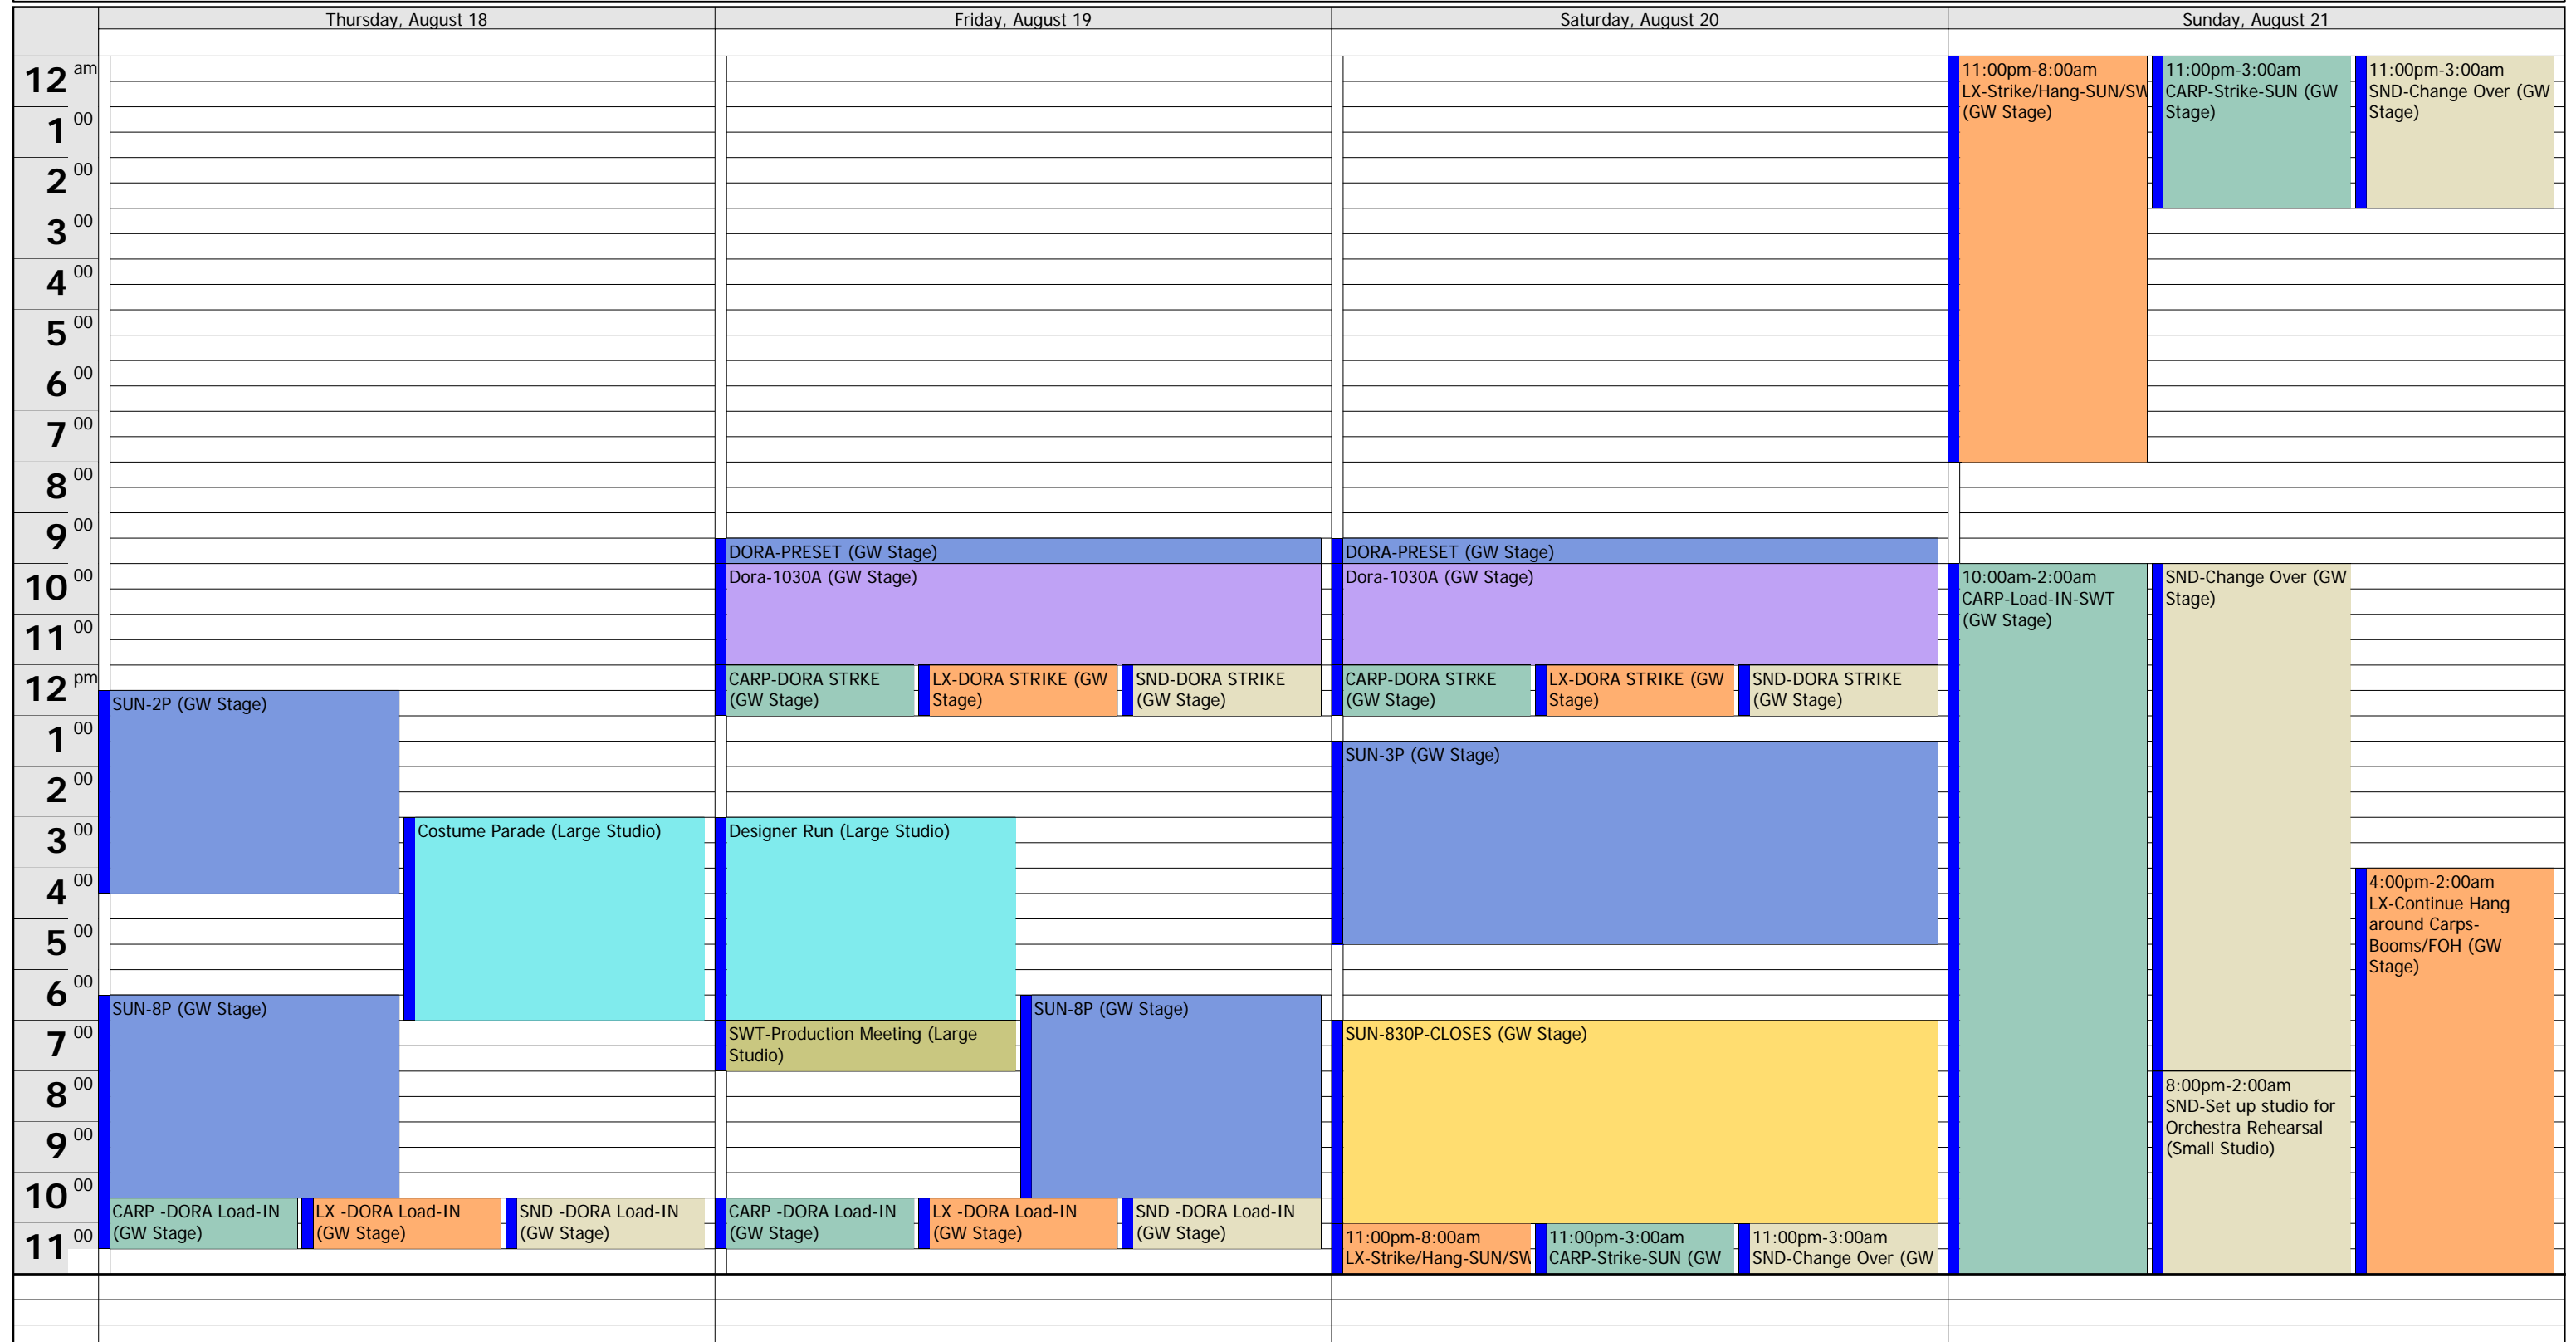 Thursday, August 18
Friday, August 19
Saturday, August 20
Sunday, August 21
12 am
1 00
2 00
3 00
4 00
5 00
6 00
7 00
8 00
9 00
10 00
11 00
12 pm
1 00
2 00
3 00
4 00
5 00
6 00
7 00
8 00
9 00
10 00
11 00
SUN-2P (GW Stage)
Costume Parade (Large Studio)
SUN-8P (GW Stage)
CARP -DORA Load-IN
(GW Stage)
LX -DORA Load-IN
(GW Stage)
SND -DORA Load-IN
(GW Stage)
DORA-PRESET (GW Stage)
Dora-1030A (GW Stage)
CARP-DORA STRKE
(GW Stage)
LX-DORA STRIKE (GW
Stage)
SND-DORA STRIKE
(GW Stage)
Designer Run (Large Studio)
SWT-Production Meeting (Large
Studio)
SUN-8P (GW Stage)
CARP -DORA Load-IN
(GW Stage)
LX -DORA Load-IN
(GW Stage)
SND -DORA Load-IN
(GW Stage)
DORA-PRESET (GW Stage)
Dora-1030A (GW Stage)
CARP-DORA STRKE
(GW Stage)
LX-DORA STRIKE (GW
Stage)
SND-DORA STRIKE
(GW Stage)
SUN-3P (GW Stage)
SUN-830P-CLOSES (GW Stage)
11:00pm-8:00am
LX-Strike/Hang-SUN/SW
11:00pm-3:00am
CARP-Strike-SUN (GW
11:00pm-3:00am
SND-Change Over (GW
11:00pm-8:00am
LX-Strike/Hang-SUN/SW
(GW Stage)
11:00pm-3:00am
CARP-Strike-SUN (GW
Stage)
11:00pm-3:00am
SND-Change Over (GW
Stage)
10:00am-2:00am
CARP-Load-IN-SWT
(GW Stage)
SND-Change Over (GW
Stage)
4:00pm-2:00am
LX-Continue Hang
around Carps-
Booms/FOH (GW
Stage)
8:00pm-2:00am
SND-Set up studio for
Orchestra Rehearsal
(Small Studio)